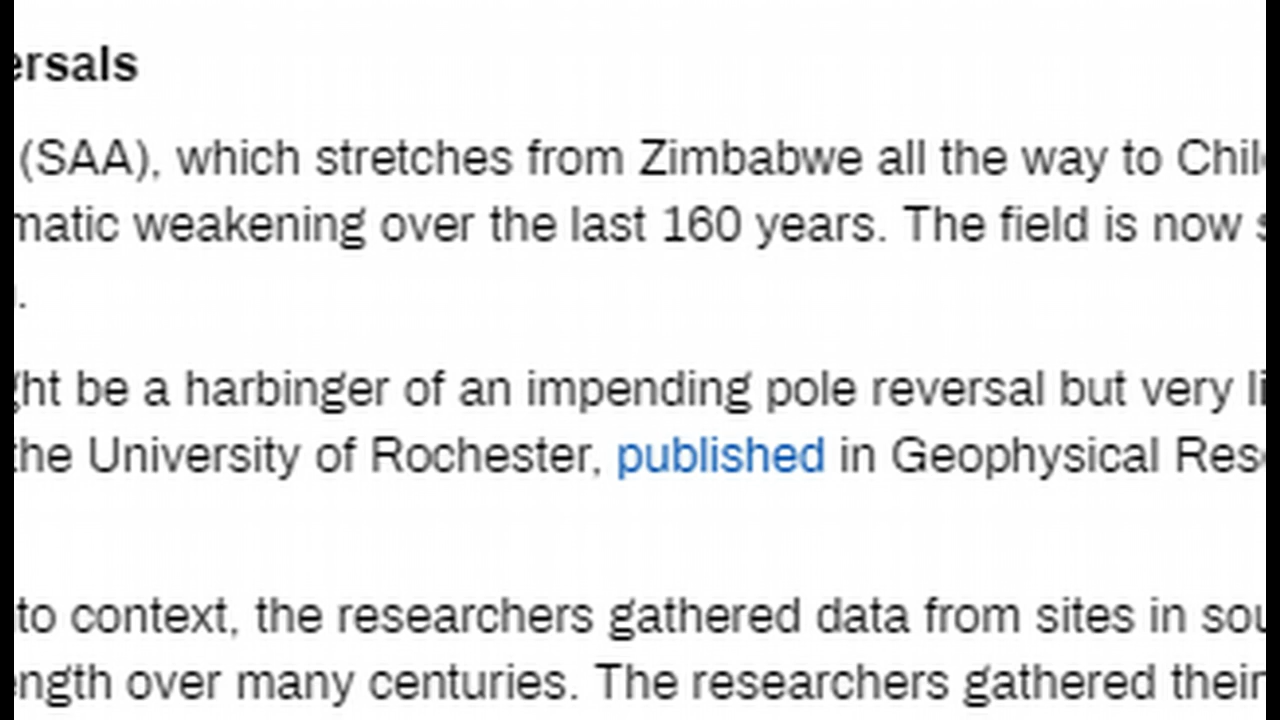 ersals
(SAA), which stretches from Zimbabwe all the way to Chil
matic weakening over the last 160 years. The field is now
.
ght be a harbinger of an impending pole reversal but very li
the University of Rochester, published in Geophysical Res
to context, the researchers gathered data from sites in sou
ength over many centuries. The researchers gathered their